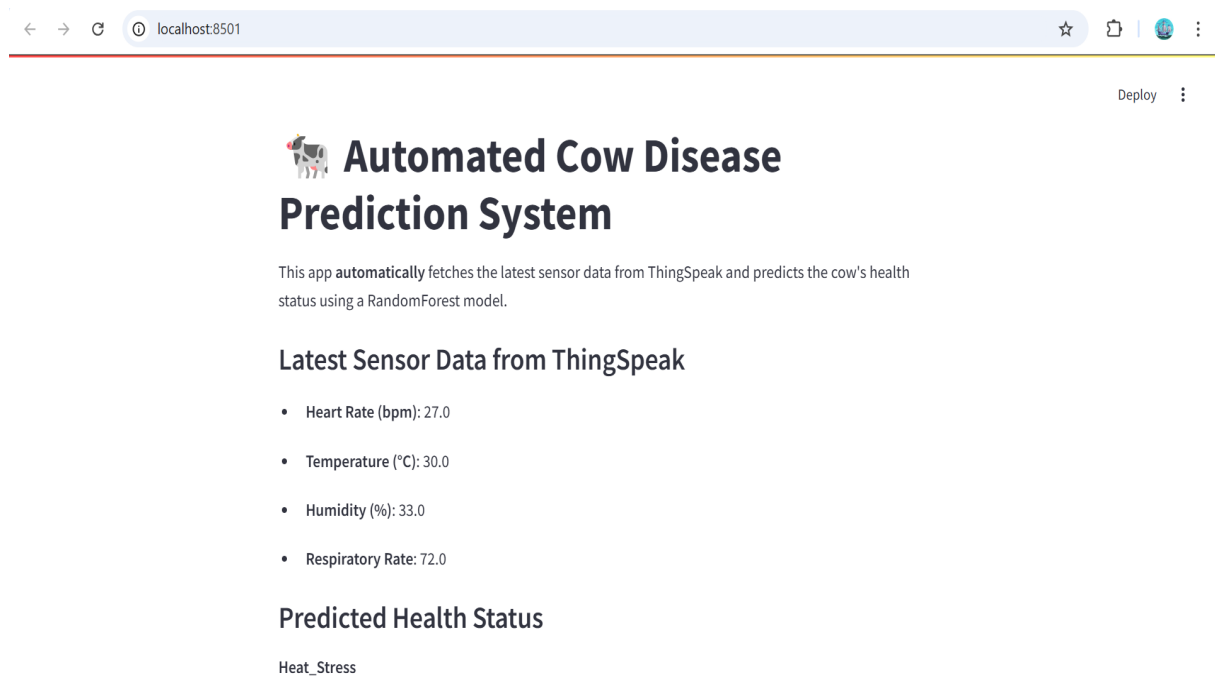 localhost:8501
Deploy
🐄 Automated Cow Disease
Prediction System
This app automatically fetches the latest sensor data from ThingSpeak and predicts the cow's health
status using a RandomForest model.
Latest Sensor Data from ThingSpeak
• Heart Rate (bpm): 27.0
• Temperature (°C): 30.0
• Humidity (%): 33.0
• Respiratory Rate: 72.0
Predicted Health Status
Heat_Stress